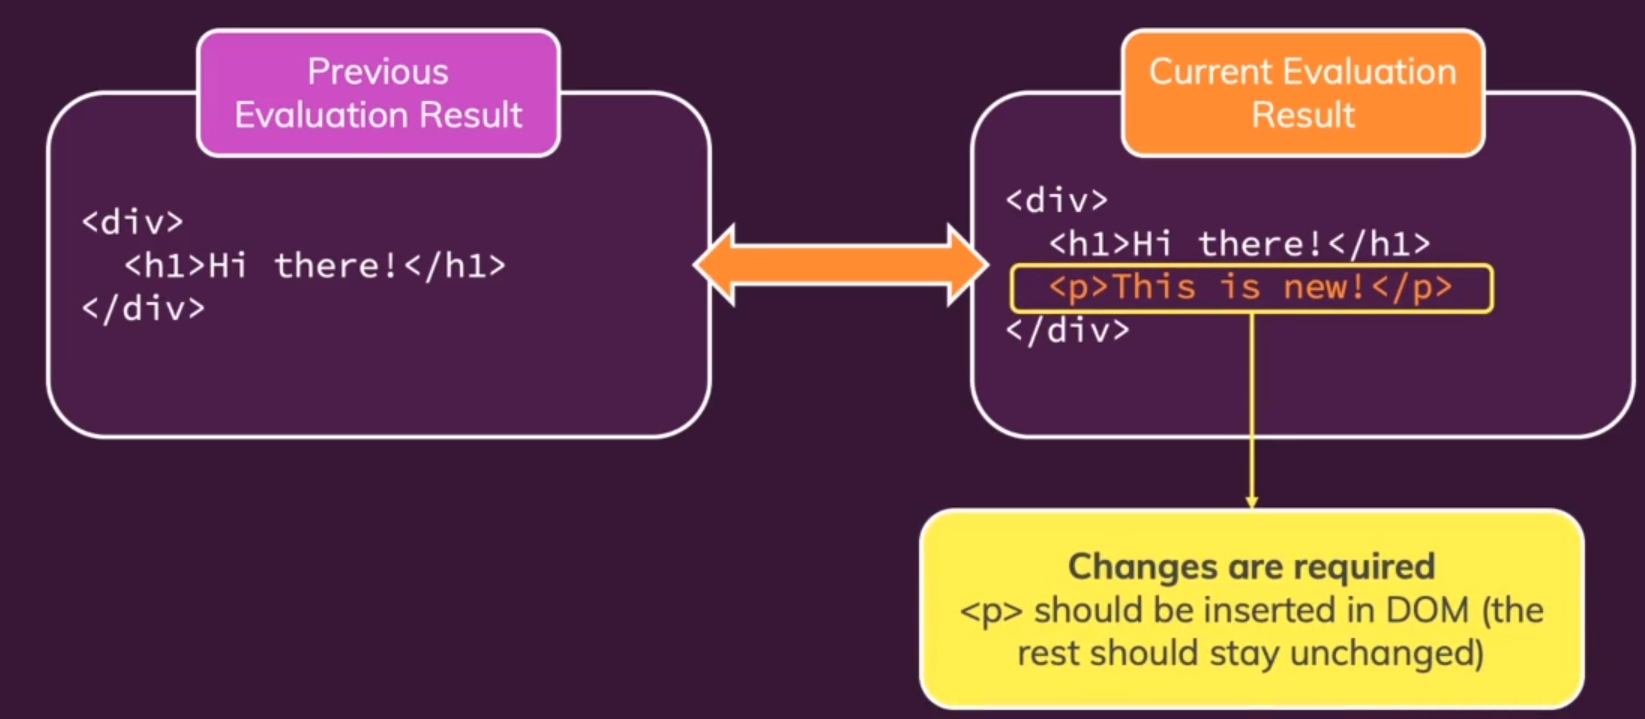 Previous
Evaluation Result
<div>
  <h1>Hi there!</h1>
</div>
Current Evaluation
Result
<div>
  <h1>Hi there!</h1>
  <p>This is new!</p>
</div>
Changes are required
<p> should be inserted in DOM (the
rest should stay unchanged)